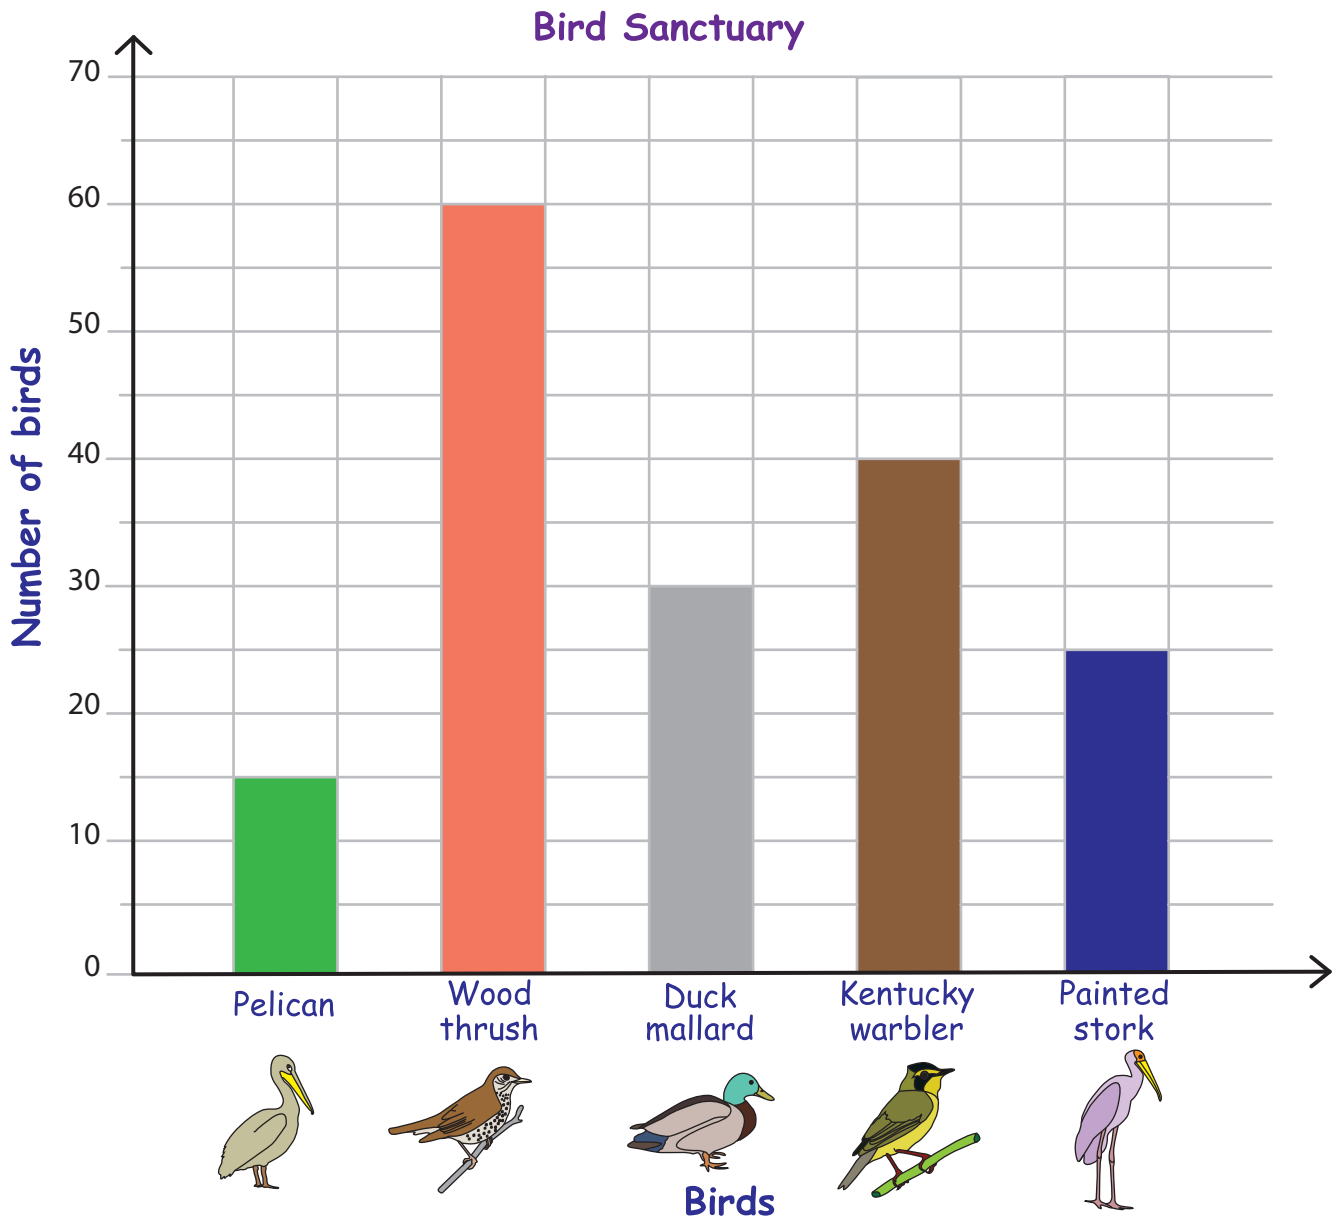 Bird Sanctuary
70
60
50
40
30
20
10
0
Number of birds
Pelican
Wood
thrush
Duck
mallard
Kentucky
warbler
Painted
stork
Birds